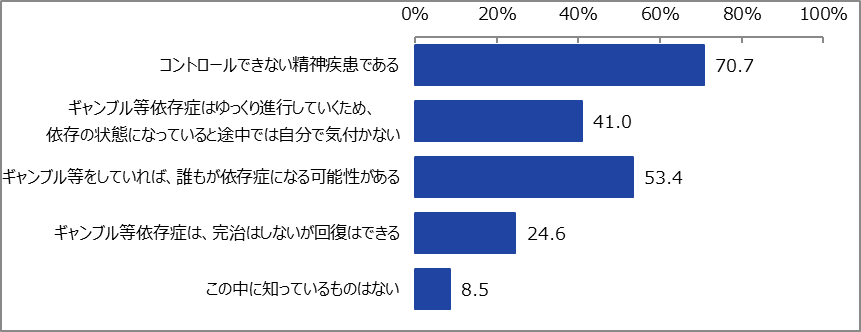 0% 20% 40% 60% 80% 100%
コントロールできない精神疾患である 70.7
ギャンブル等依存症はゆっくり進行していくため、
依存の状態になっていると途中では自分で気付かない 41.0
ギャンブル等をしていれば、誰もが依存症になる可能性がある 53.4
ギャンブル等依存症は、完治はしないが回復はできる 24.6
この中に知っているものはない 8.5